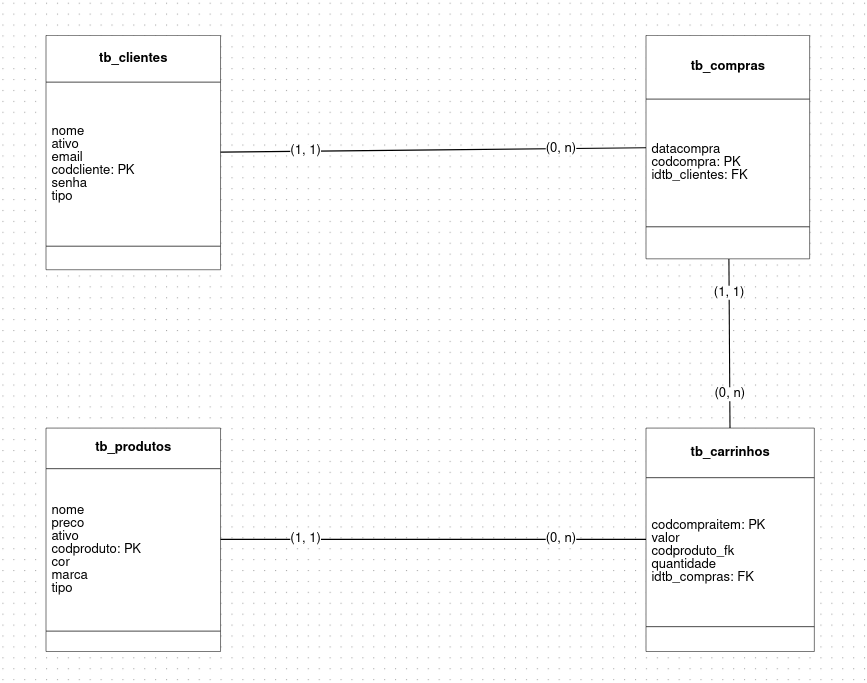 tb_clientes
nome
ativo
email
codcliente: PK
senha
tipo
(1, 1)
(0, n)
tb_compras
datacompra
codcompra: PK
idtb_clientes: FK
(1, 1)
(0, n)
tb_produtos
nome
preco
ativo
codproduto: PK
cor
marca
tipo
(1, 1)
(0, n)
tb_carrinhos
codcompraitem: PK
valor
codproduto_fk
quantidade
idtb_compras: FK